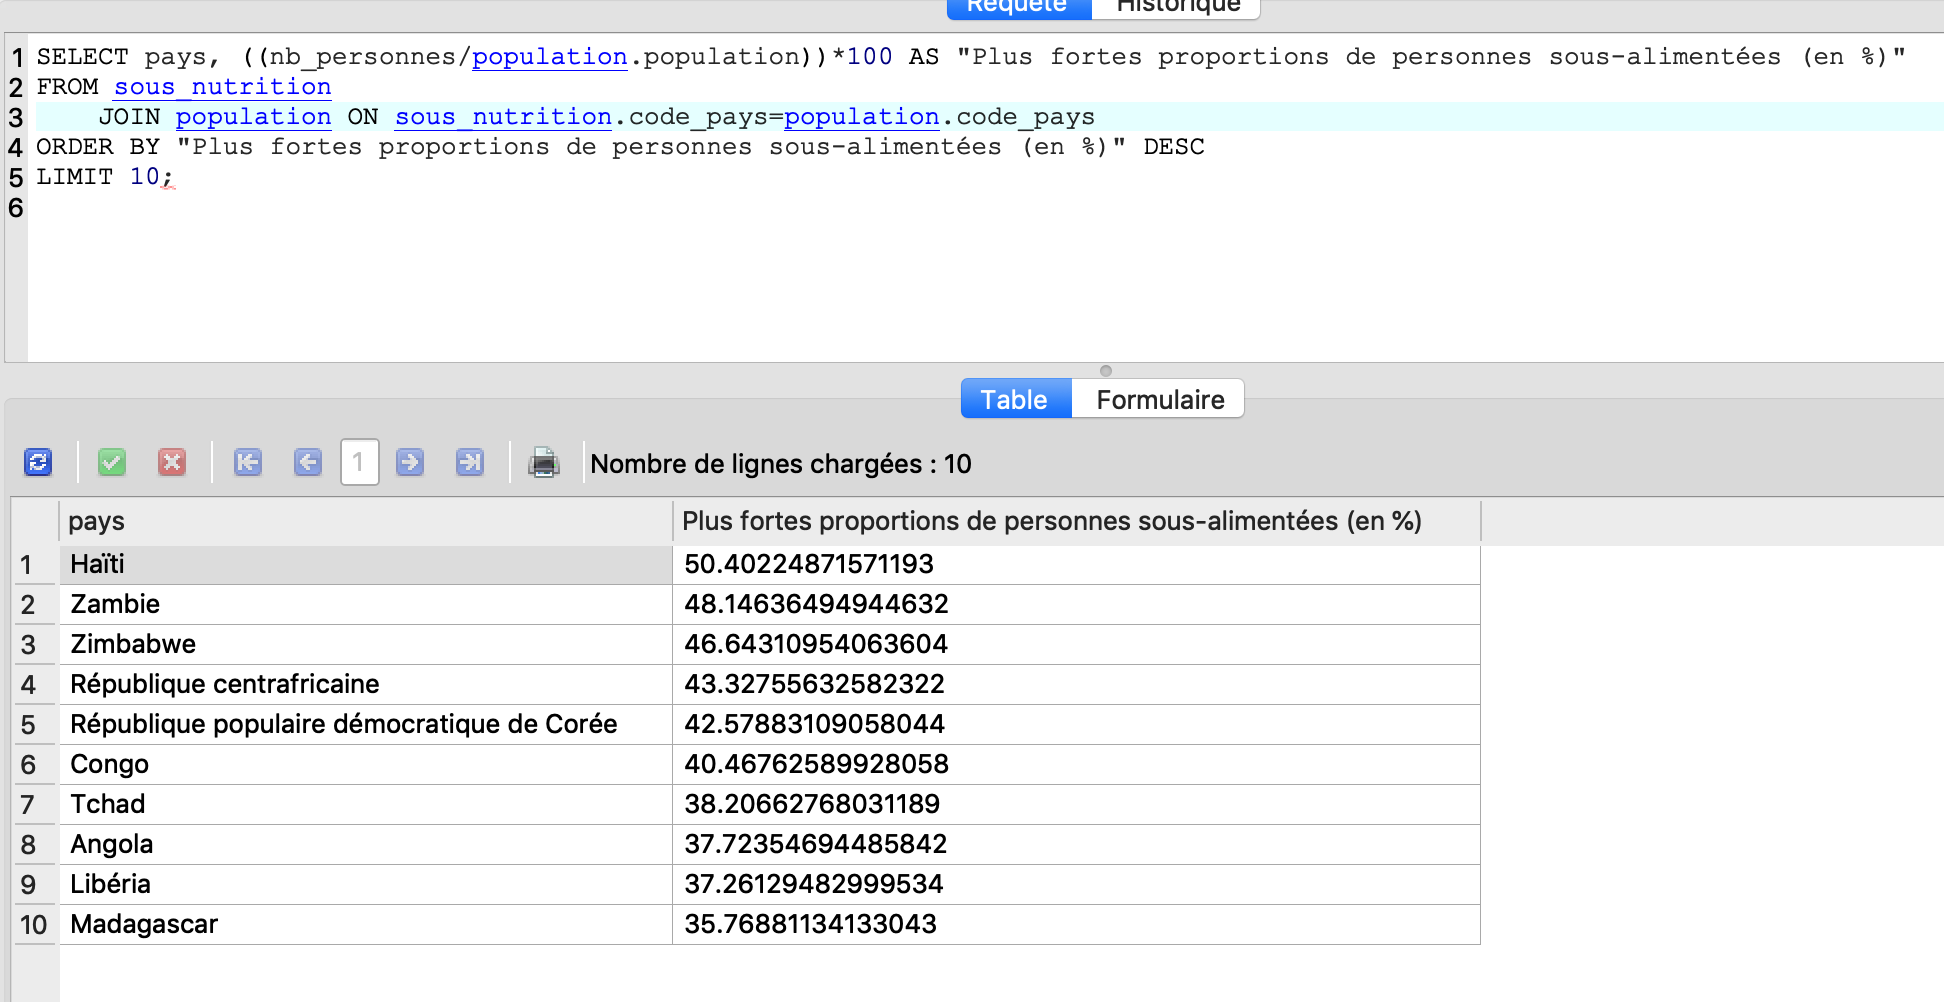 Requête Historique
1 SELECT pays, ((nb_personnes/population.population))*100 AS "Plus fortes proportions de personnes sous-alimentées (en %)"
2 FROM sous_nutrition
3 JOIN population ON sous_nutrition.code_pays=population.code_pays
4 ORDER BY "Plus fortes proportions de personnes sous-alimentées (en %)" DESC
5 LIMIT 10;
6
Table Formulaire
1 Nombre de lignes chargées : 10
pays Plus fortes proportions de personnes sous-alimentées (en %)
1 Haïti 50.40224871571193
2 Zambie 48.14636494944632
3 Zimbabwe 46.64310954063604
4 République centrafricaine 43.32755632582322
5 République populaire démocratique de Corée 42.57883109058044
6 Congo 40.46762589928058
7 Tchad 38.20662768031189
8 Angola 37.72354694485842
9 Libéria 37.26129482999534
10 Madagascar 35.76881134133043